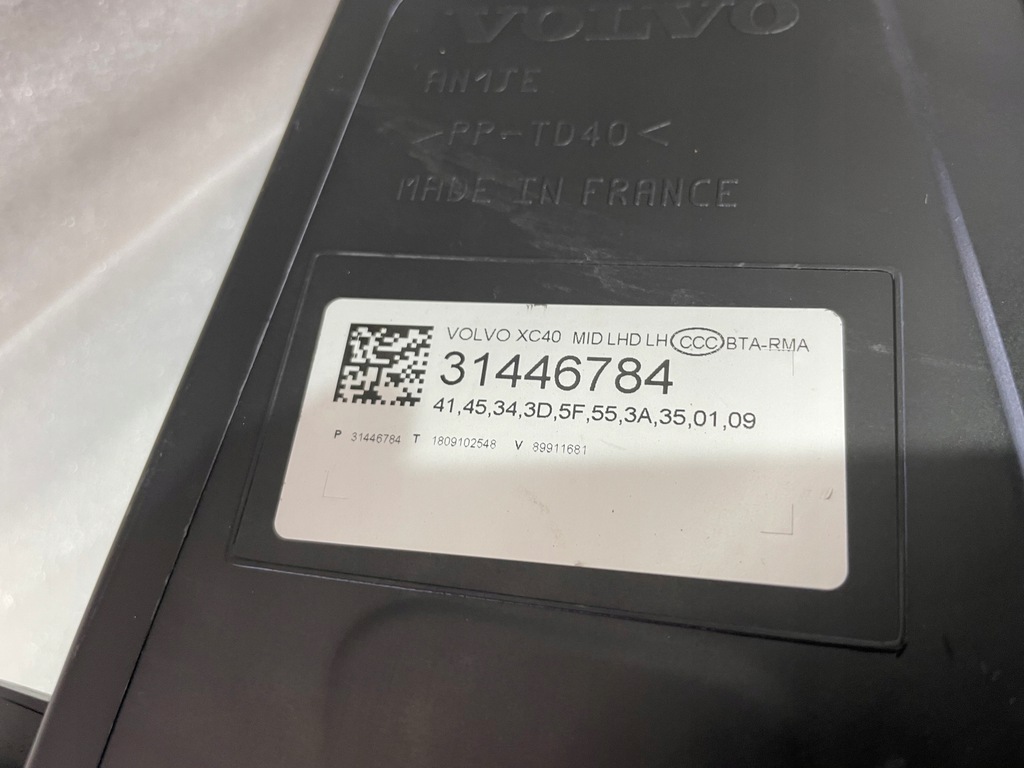 VOLVO
AN1JE
>PP-TD40<
MADE IN FRANCE
VOLVO XC40 MID LHD LH CCC BTA-RMA
31446784
41,45,34,3D,5F,55,3A,35,01,09
P 31446784 T 1809102548 V 89911681